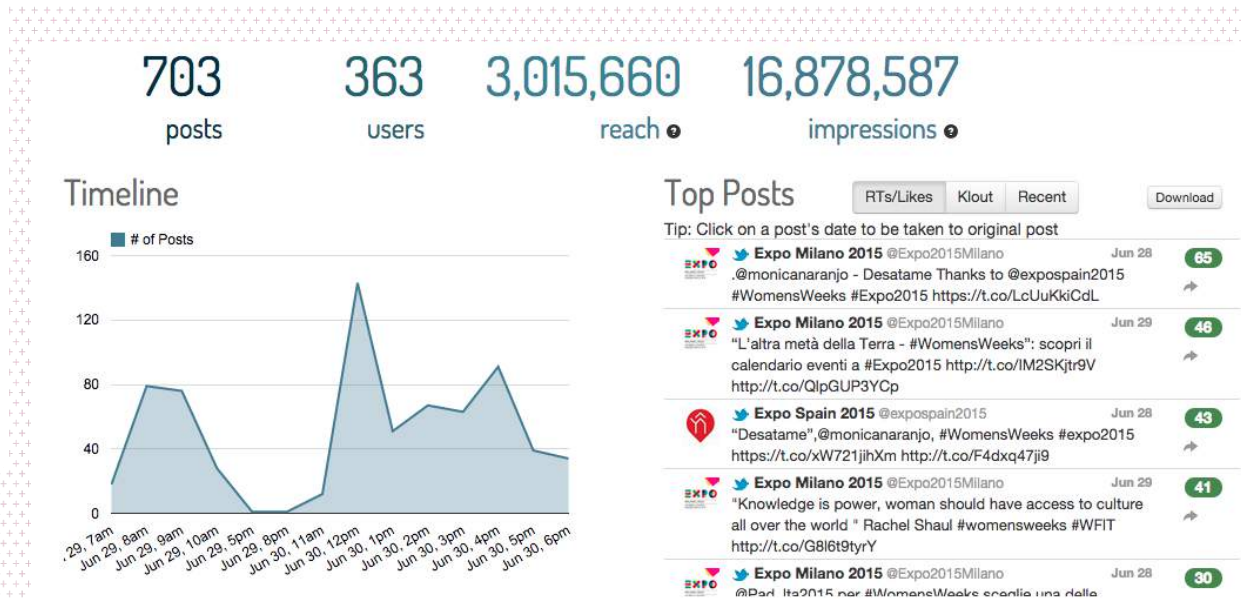 703
363
3,015,660
16,878,587
posts
users
reach
impressions
Timeline
# of Posts
160
120
80
40
0
29, 7am
Jun 29, 8am
Jun 29, 9am
Jun 29, 10am
Jun 29, 5pm
Jun 29, 8pm
Jun 30, 11am
Jun 30, 12pm
Jun 30, 1pm
Jun 30, 2pm
Jun 30, 3pm
Jun 30, 4pm
Jun 30, 5pm
Jun 30, 6pm
Top Posts
RTs/Likes
Klout
Recent
Download
Tip: Click on a post's date to be taken to original post
Expo Milano 2015 @Expo2015Milano Jun 28 65
.@monicanaranjo - Desatame Thanks to @expospain2015
#WomensWeeks #Expo2015 https://t.co/LcUuKkiCdL
Expo Milano 2015 @Expo2015Milano Jun 29 46
"L'altra metà della Terra - #WomensWeeks": scopri il
calendario eventi a #Expo2015 http://t.co/IM2SKjtr9V
http://t.co/QlpGUP3YCp
Expo Spain 2015 @expospain2015 Jun 28 43
"Desatame",@monicanaranjo, #WomensWeeks #expo2015
https://t.co/xW721jihXm http://t.co/F4dxq47ji9
Expo Milano 2015 @Expo2015Milano Jun 29 41
"Knowledge is power, woman should have access to culture
all over the world " Rachel Shaul #womensweeks #WFIT
http://t.co/G8l6t9tyrY
Expo Milano 2015 @Expo2015Milano Jun 28 30
@Pad_Ita2015 per #WomensWeeks sceglie una delle